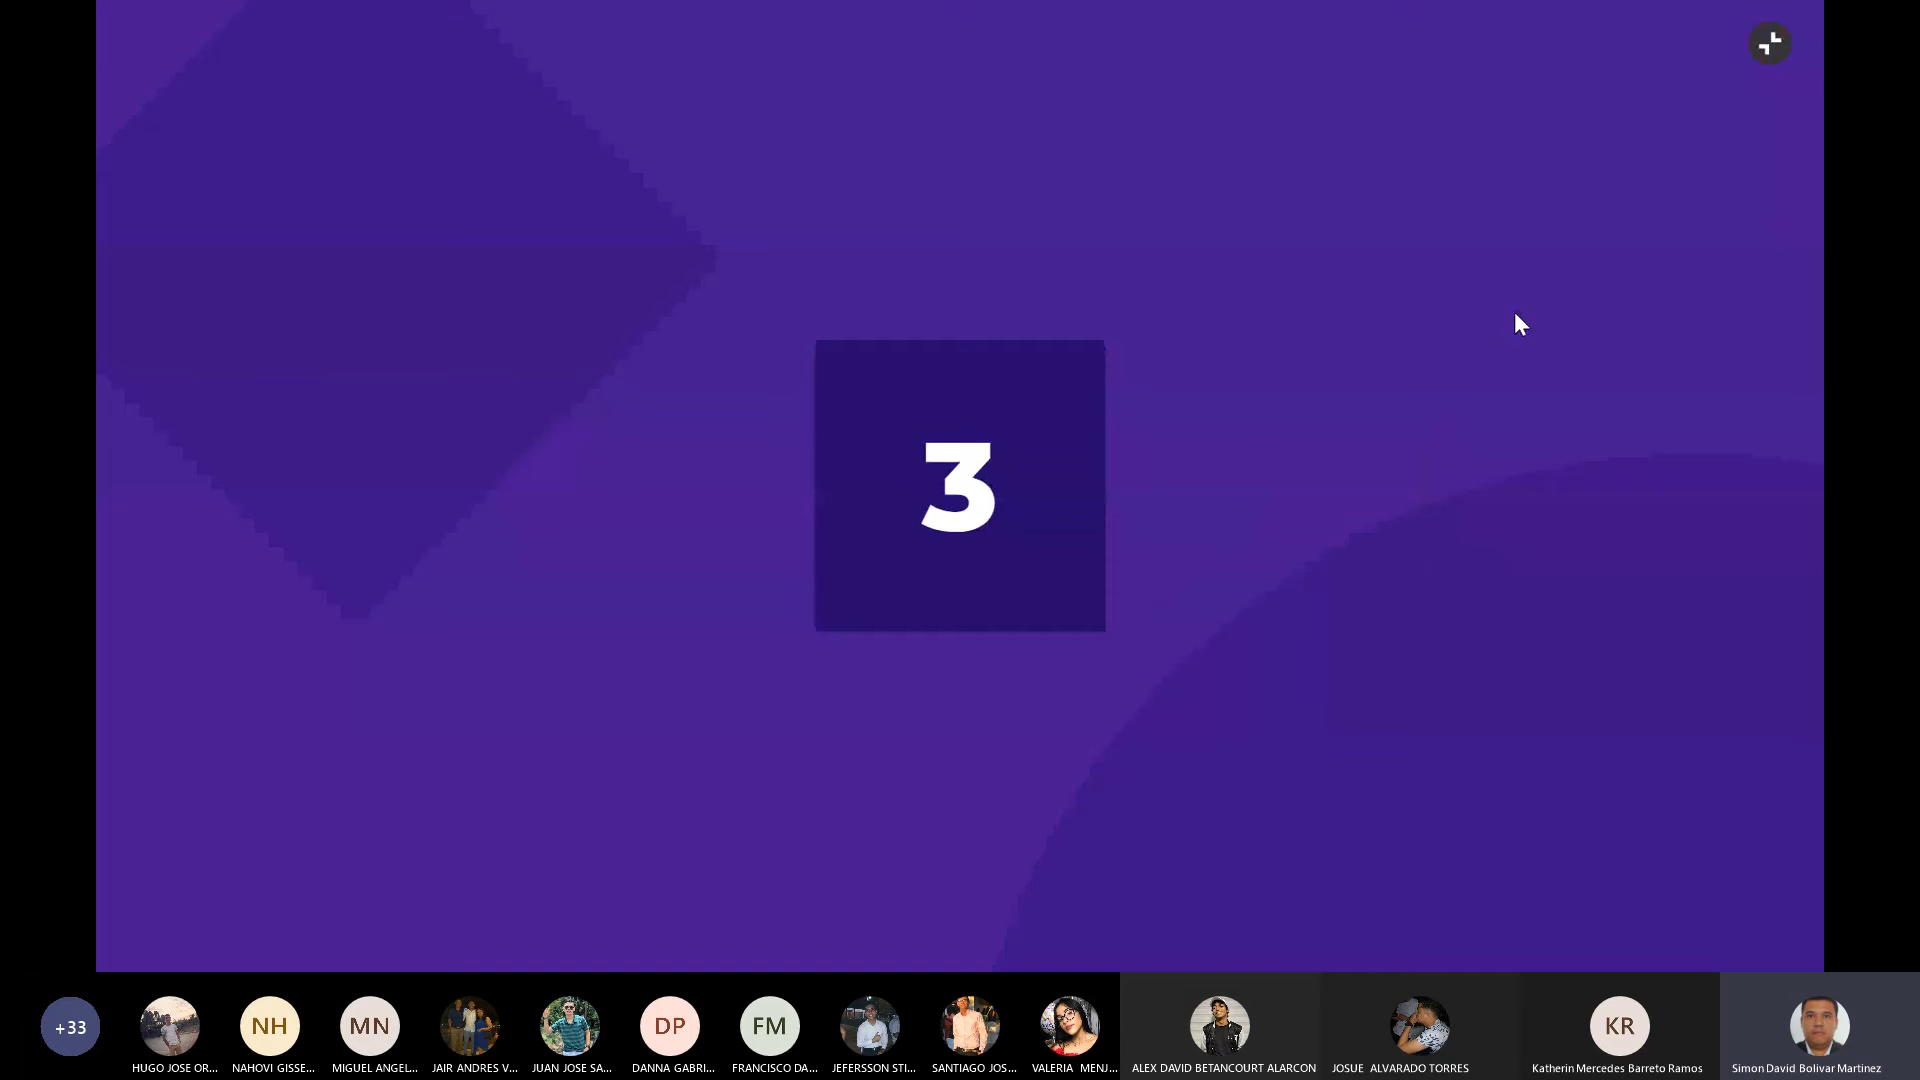 3
+33
HUGO JOSE OR...
NH
NAHOVI GISSE...
MN
MIGUEL ANGEL...
JAIR ANDRES V...
JUAN JOSE SA...
DP
DANNA GABRI...
FM
FRANCISCO DA...
JEFERSSON STI...
SANTIAGO JOS...
VALERIA MENJ...
ALEX DAVID BETANCOURT ALARCON
JOSUE ALVARADO TORRES
KR
Katherin Mercedes Barreto Ramos
Simon David Bolivar Martinez